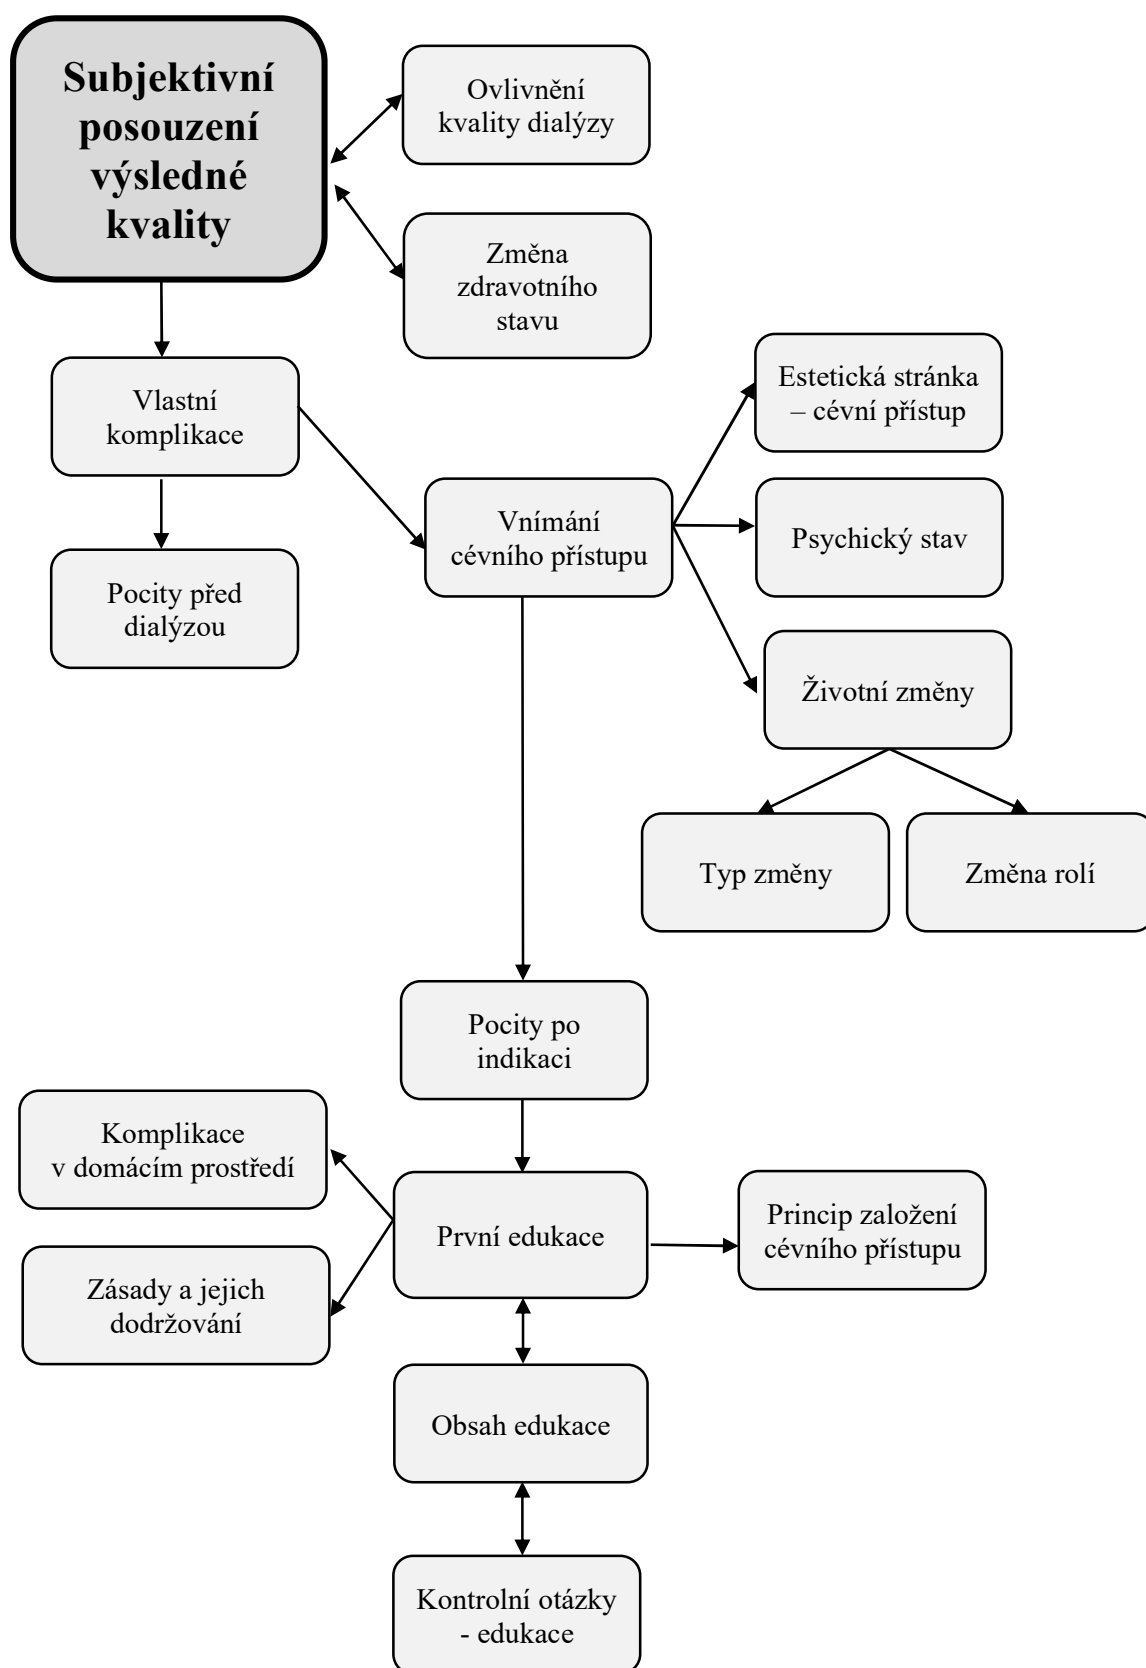 Subjektivní
posouzení
výsledné
kvality
Ovlivnění
kvality dialýzy
Změna
zdravotního
stavu
Vlastní
komplikace
Estetická stránka
– cévní přístup
Vnímání
cévního přístupu
Psychický stav
Pocity před
dialýzou
Životní změny
Typ změny
Změna rolí
Pocity po
indikaci
Komplikace
v domácím prostředí
První edukace
Princip založení
cévního přístupu
Zásady a jejich
dodržování
Obsah edukace
Kontrolní otázky
- edukace